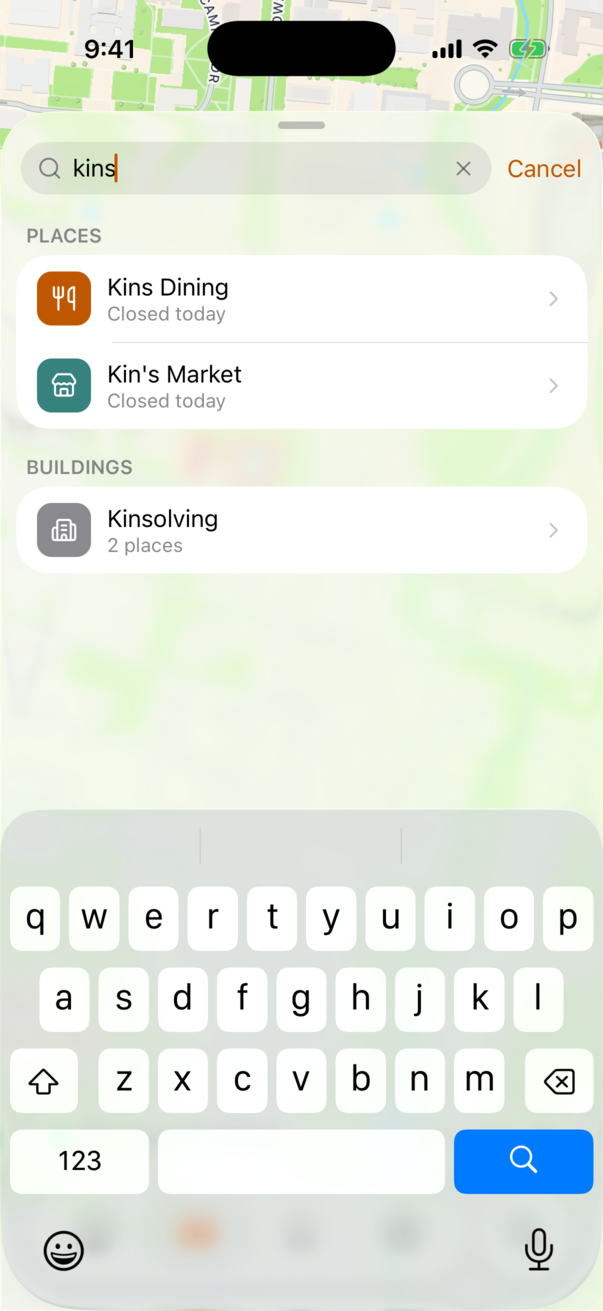 9:41
kins
Cancel
PLACES
Kins Dining
Closed today
Kin's Market
Closed today
BUILDINGS
Kinsolving
2 places
q w e r t y u i o p
a s d f g h j k l
z x c v b n m
123